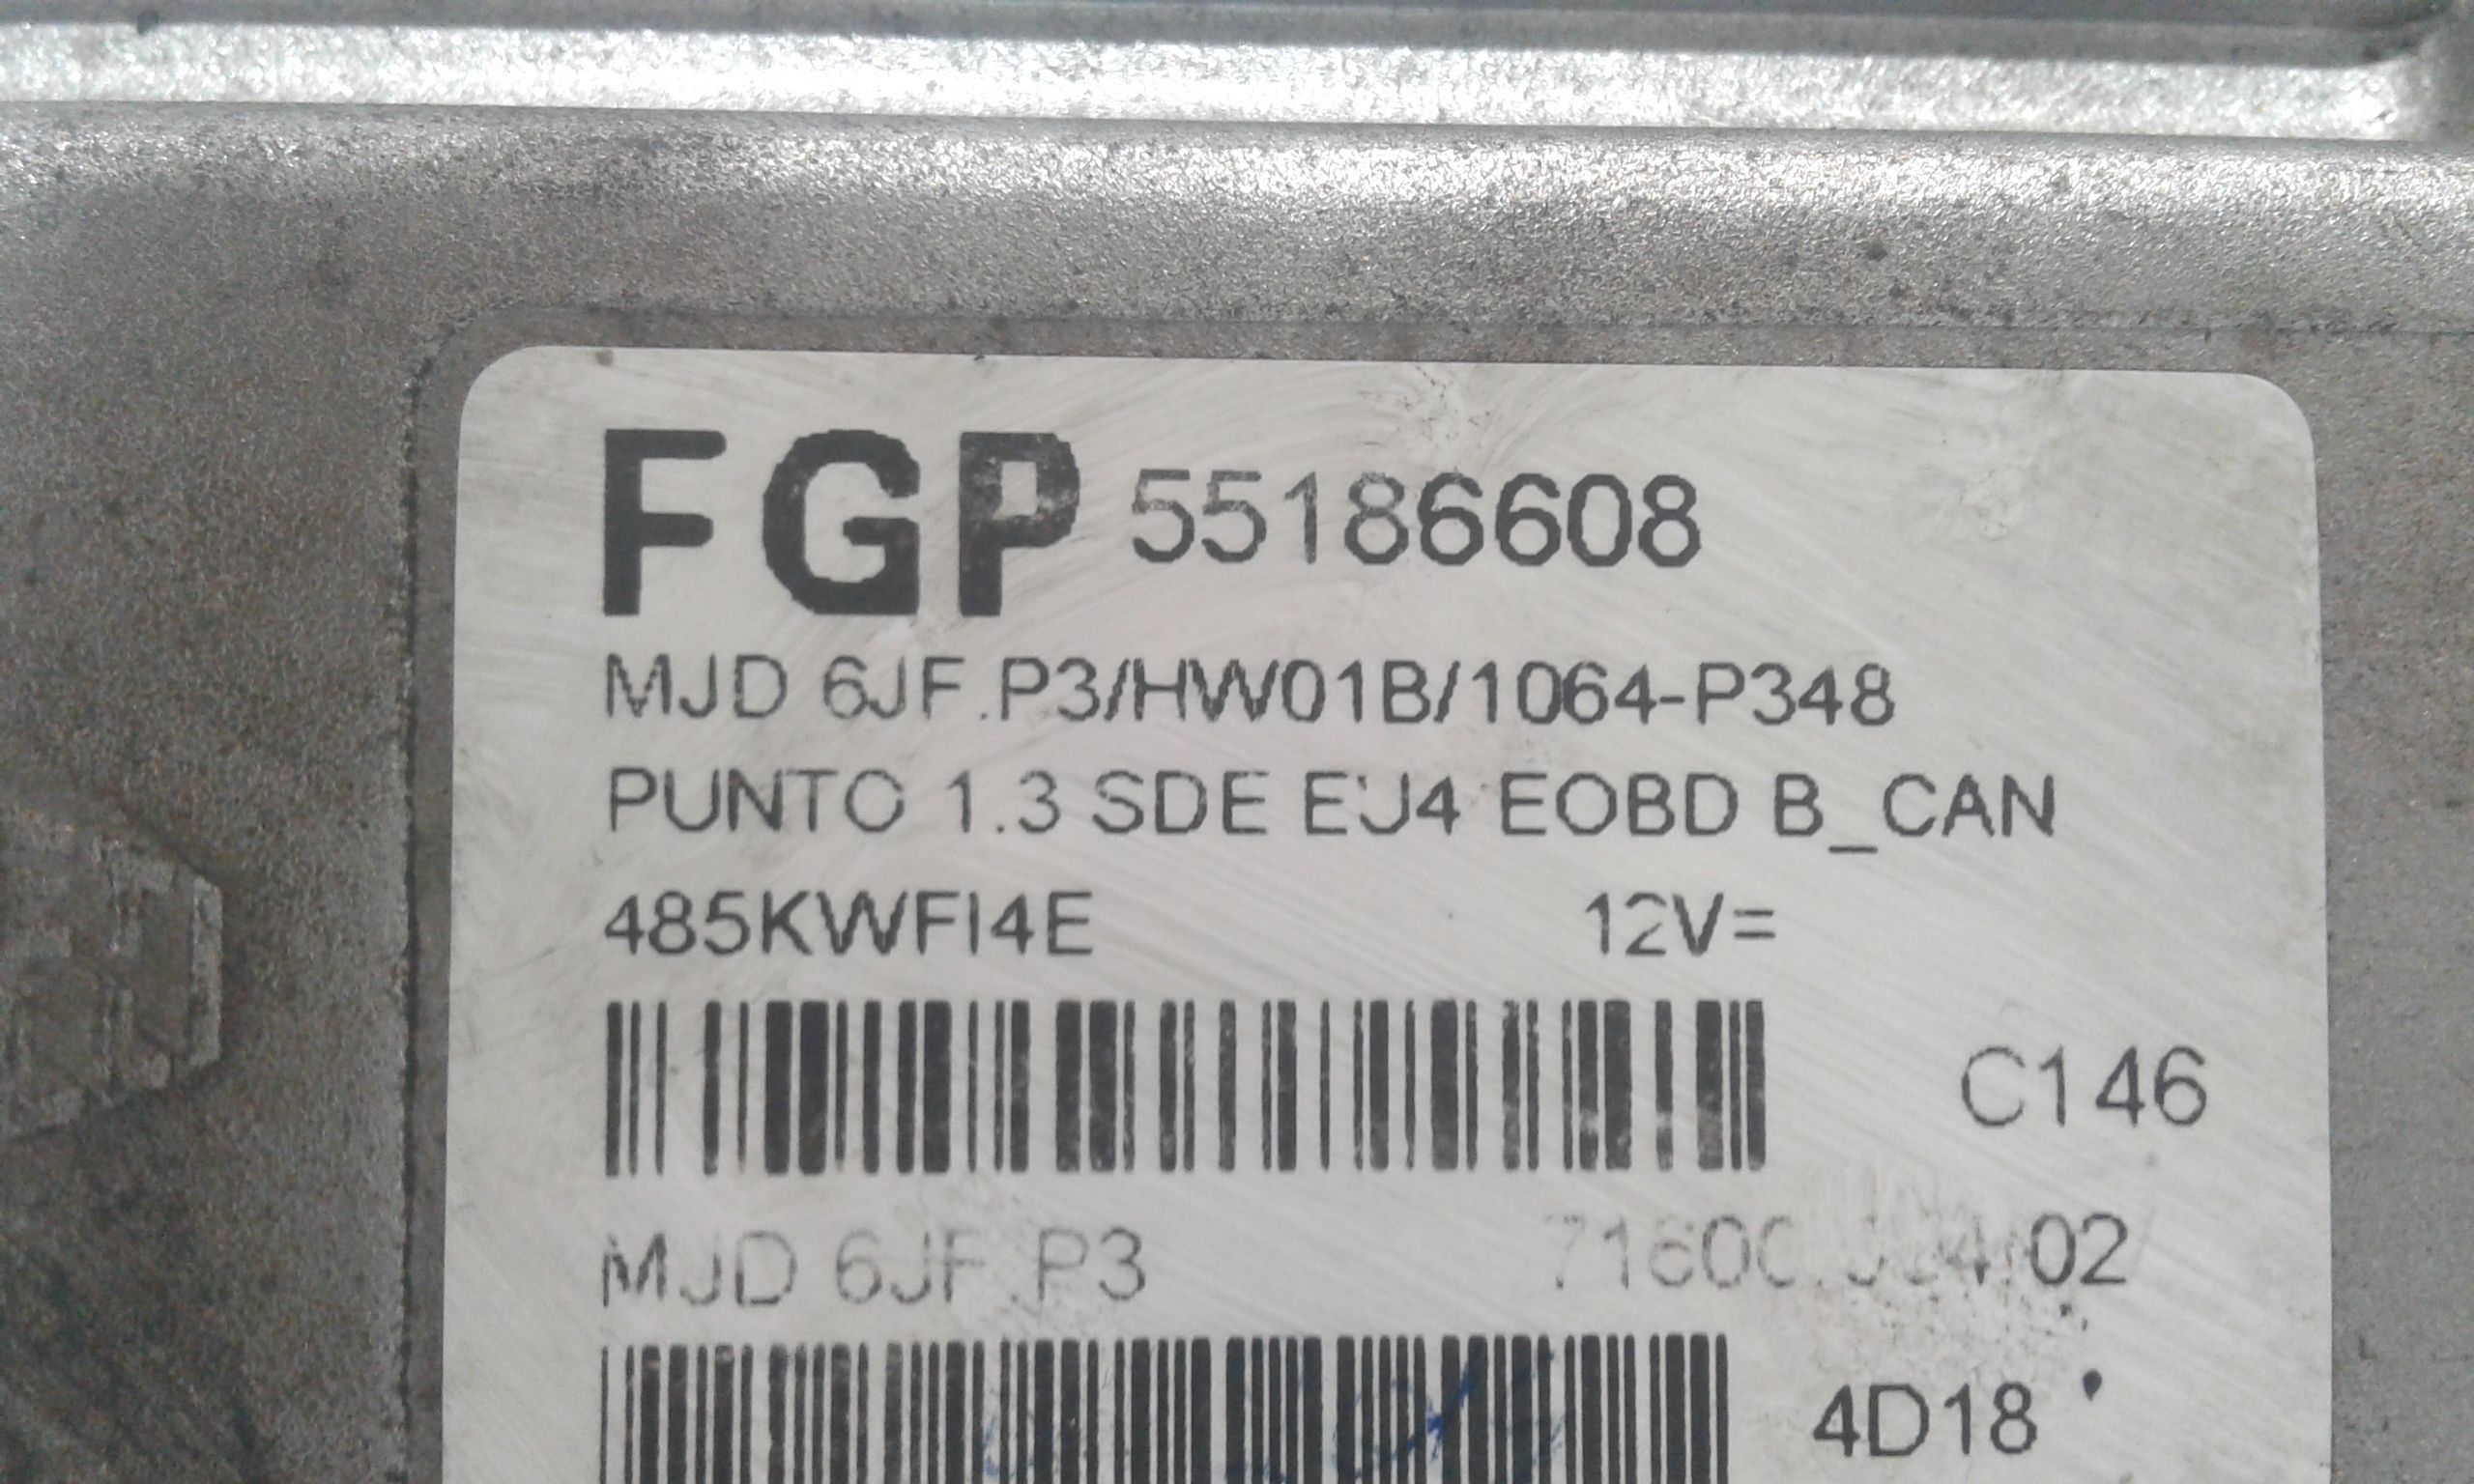 FGP 55186608
MJD 6JF.P3/HW01B/1064-P348
PUNTO 1.3 SDE EU4 EOBD B_CAN
485KWFI4E 12V=
C146
MJD 6JF.P3
4D18